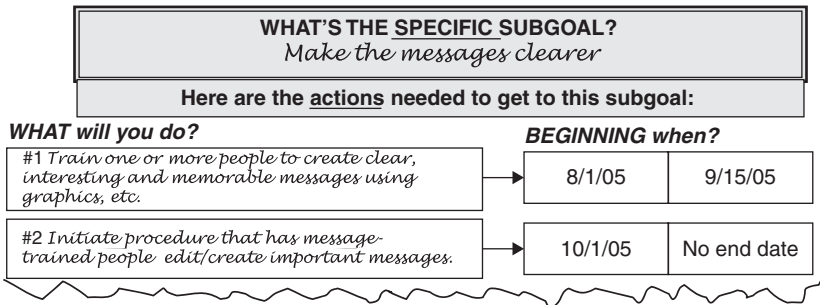 WHAT'S THE SPECIFIC SUBGOAL?
Make the messages clearer
Here are the actions needed to get to this subgoal:
WHAT will you do?
BEGINNING when?
#1 Train one or more people to create clear,
interesting and memorable messages using
graphics, etc.
8/1/05
9/15/05
#2 Initiate procedure that has message-
trained people edit/create important messages.
10/1/05
No end date